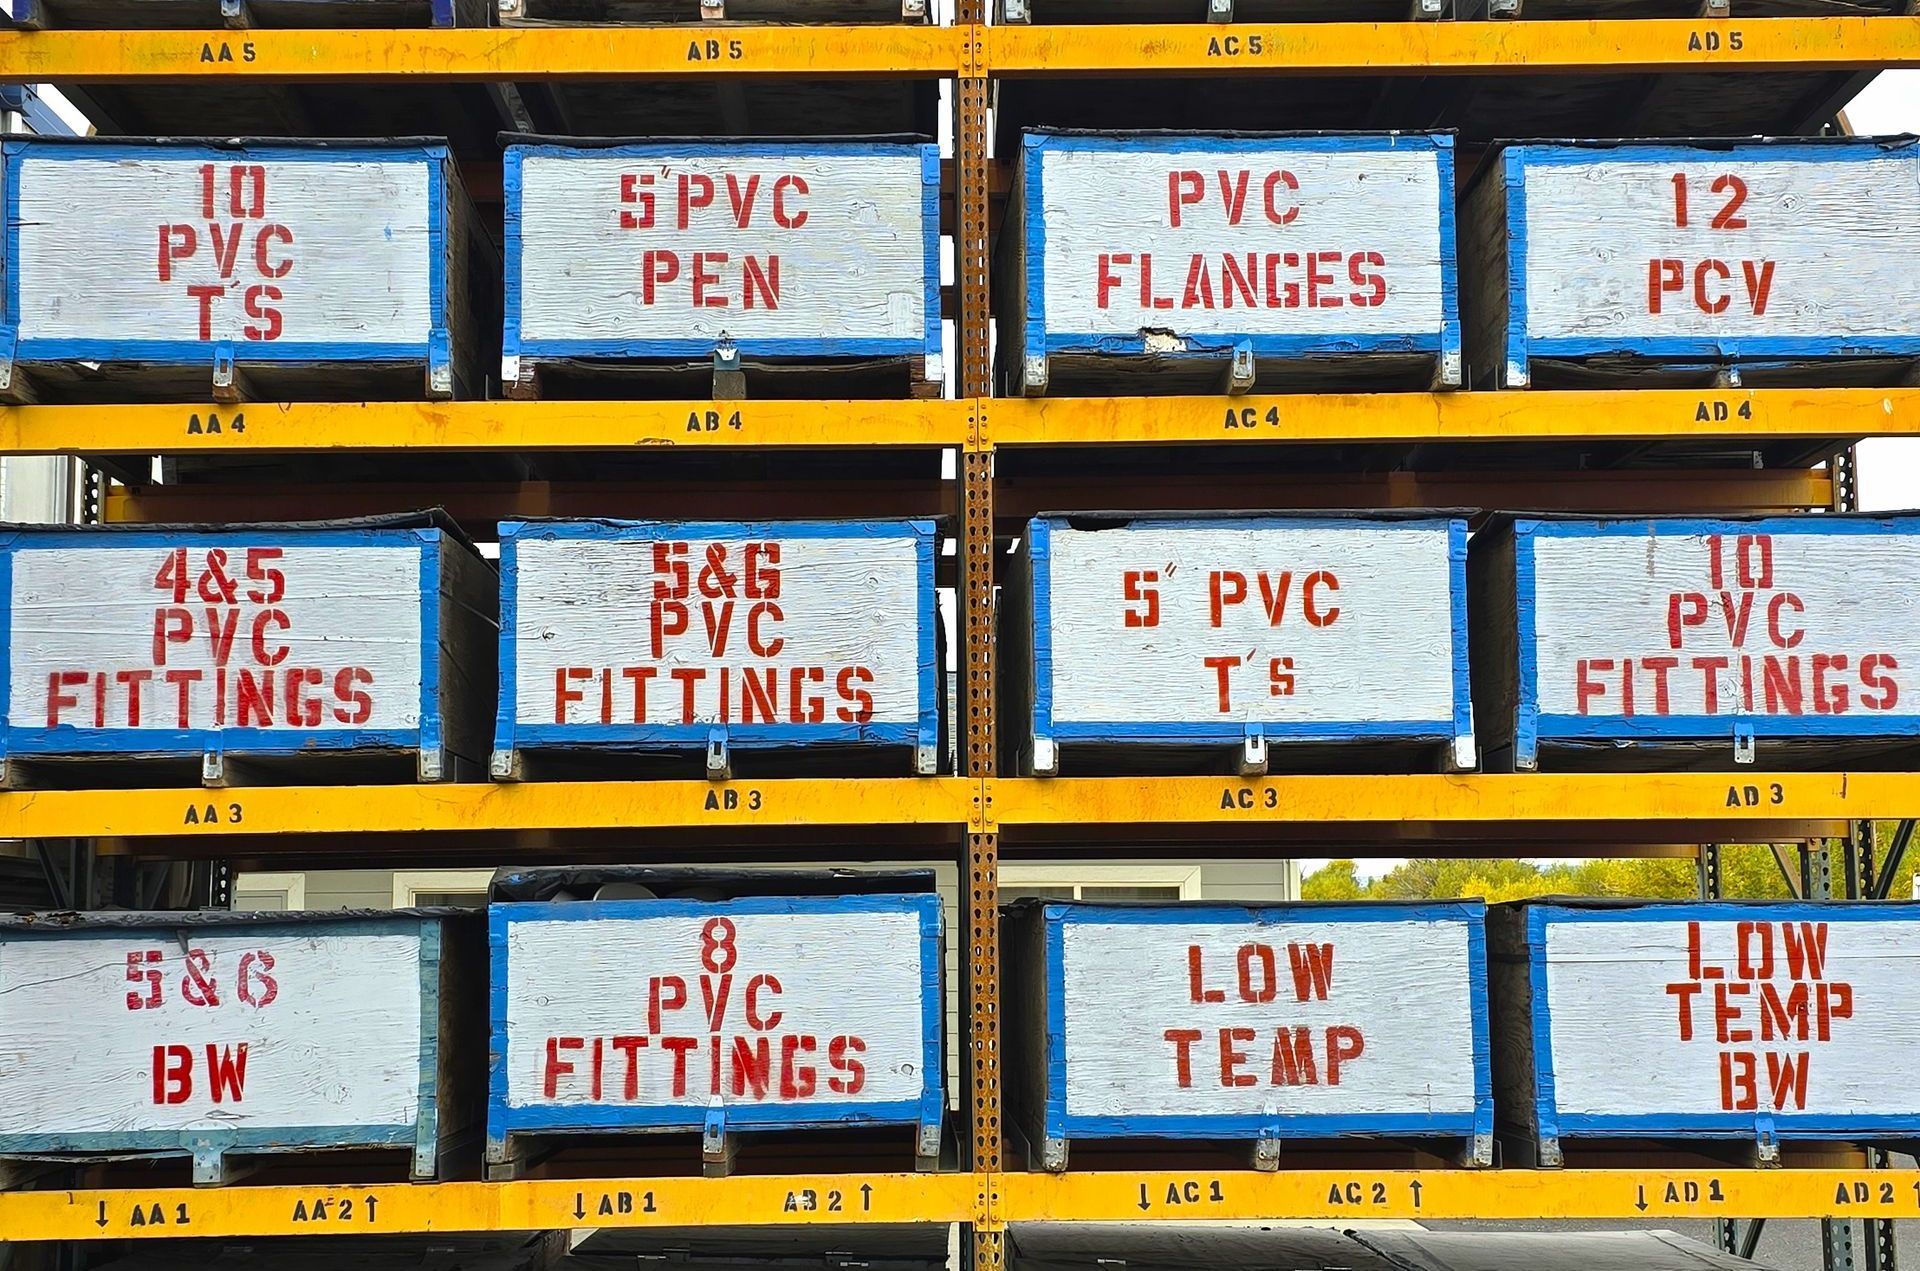 AA 5
AB 5
AC 5
AD 5
10
PVC
T'S
5"PVC
PEN
PVC
FLANGES
12
PCV
AA 4
AB 4
AC 4
AD 4
4&5
PVC
FITTINGS
5&6
PVC
FITTINGS
5" PVC
T's
10
PVC
FITTINGS
AA 3
AB 3
AC 3
AD 3
5&6
BW
8
PVC
FITTINGS
LOW
TEMP
LOW
TEMP
BW
↓ AA 1
AA 2 ↑
↓ AB 1
AB 2 ↑
↓ AC 1
AC 2 ↑
↓ AD 1
AD 2 ↑